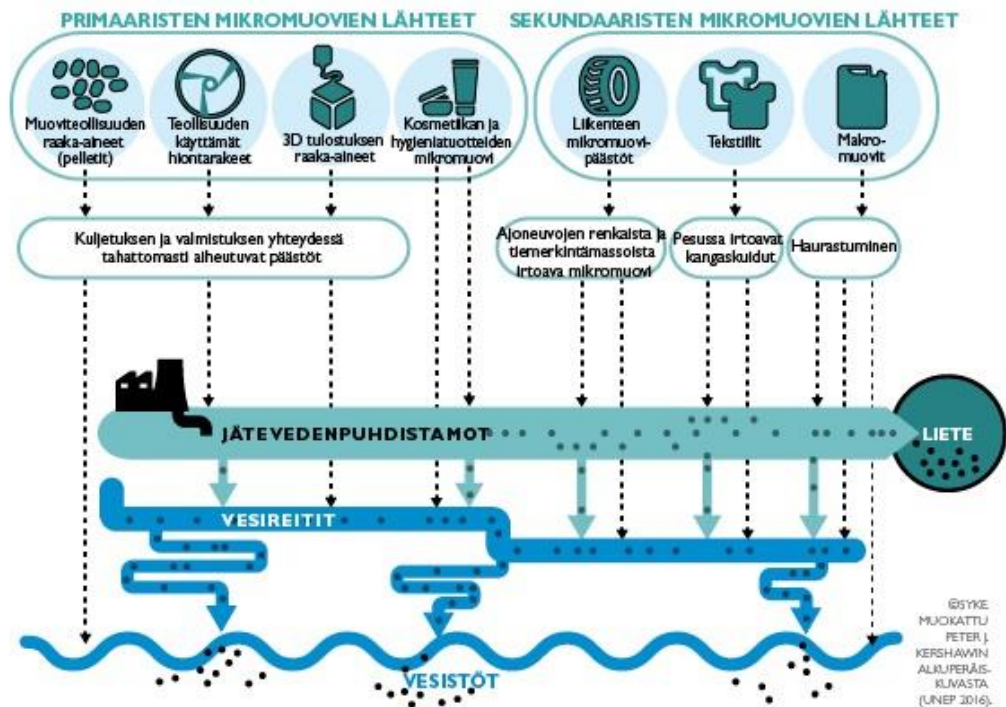 PRIMAARISTEN MIKROMUOVIEN LÄHTEET
SEKUNDAARISTEN MIKROMUOVIEN LÄHTEET
Muoviteollisuuden
raaka-aineet
(pelletit)
Teollisuuden
käyttämät
hiontarakeet
3D tulostuksen
raaka-aineet
Kosmetiikan ja
hygieniatuotteiden
mikromuovi
Liikenteen
mikromuovi-
päästöt
Tekstiilit
Makro-
muovit
Kuljetuksen ja valmistuksen yhteydessä
tahattomasti aiheutuvat päästöt
Ajoneuvojen renkaista ja
tiemerkintämassoista
irtoava mikromuovi
Pesussa irtoavat
kangaskuidut
Haurastuminen
JÄTEVEDENPUHDISTAMOT
LIETE
VESIREITIT
VESISTÖT
©SYKE
MUOKATTU
PETER J.
KERSHAWIN
ALKUPERÄIS-
KUVASTA
(UNEP 2016).